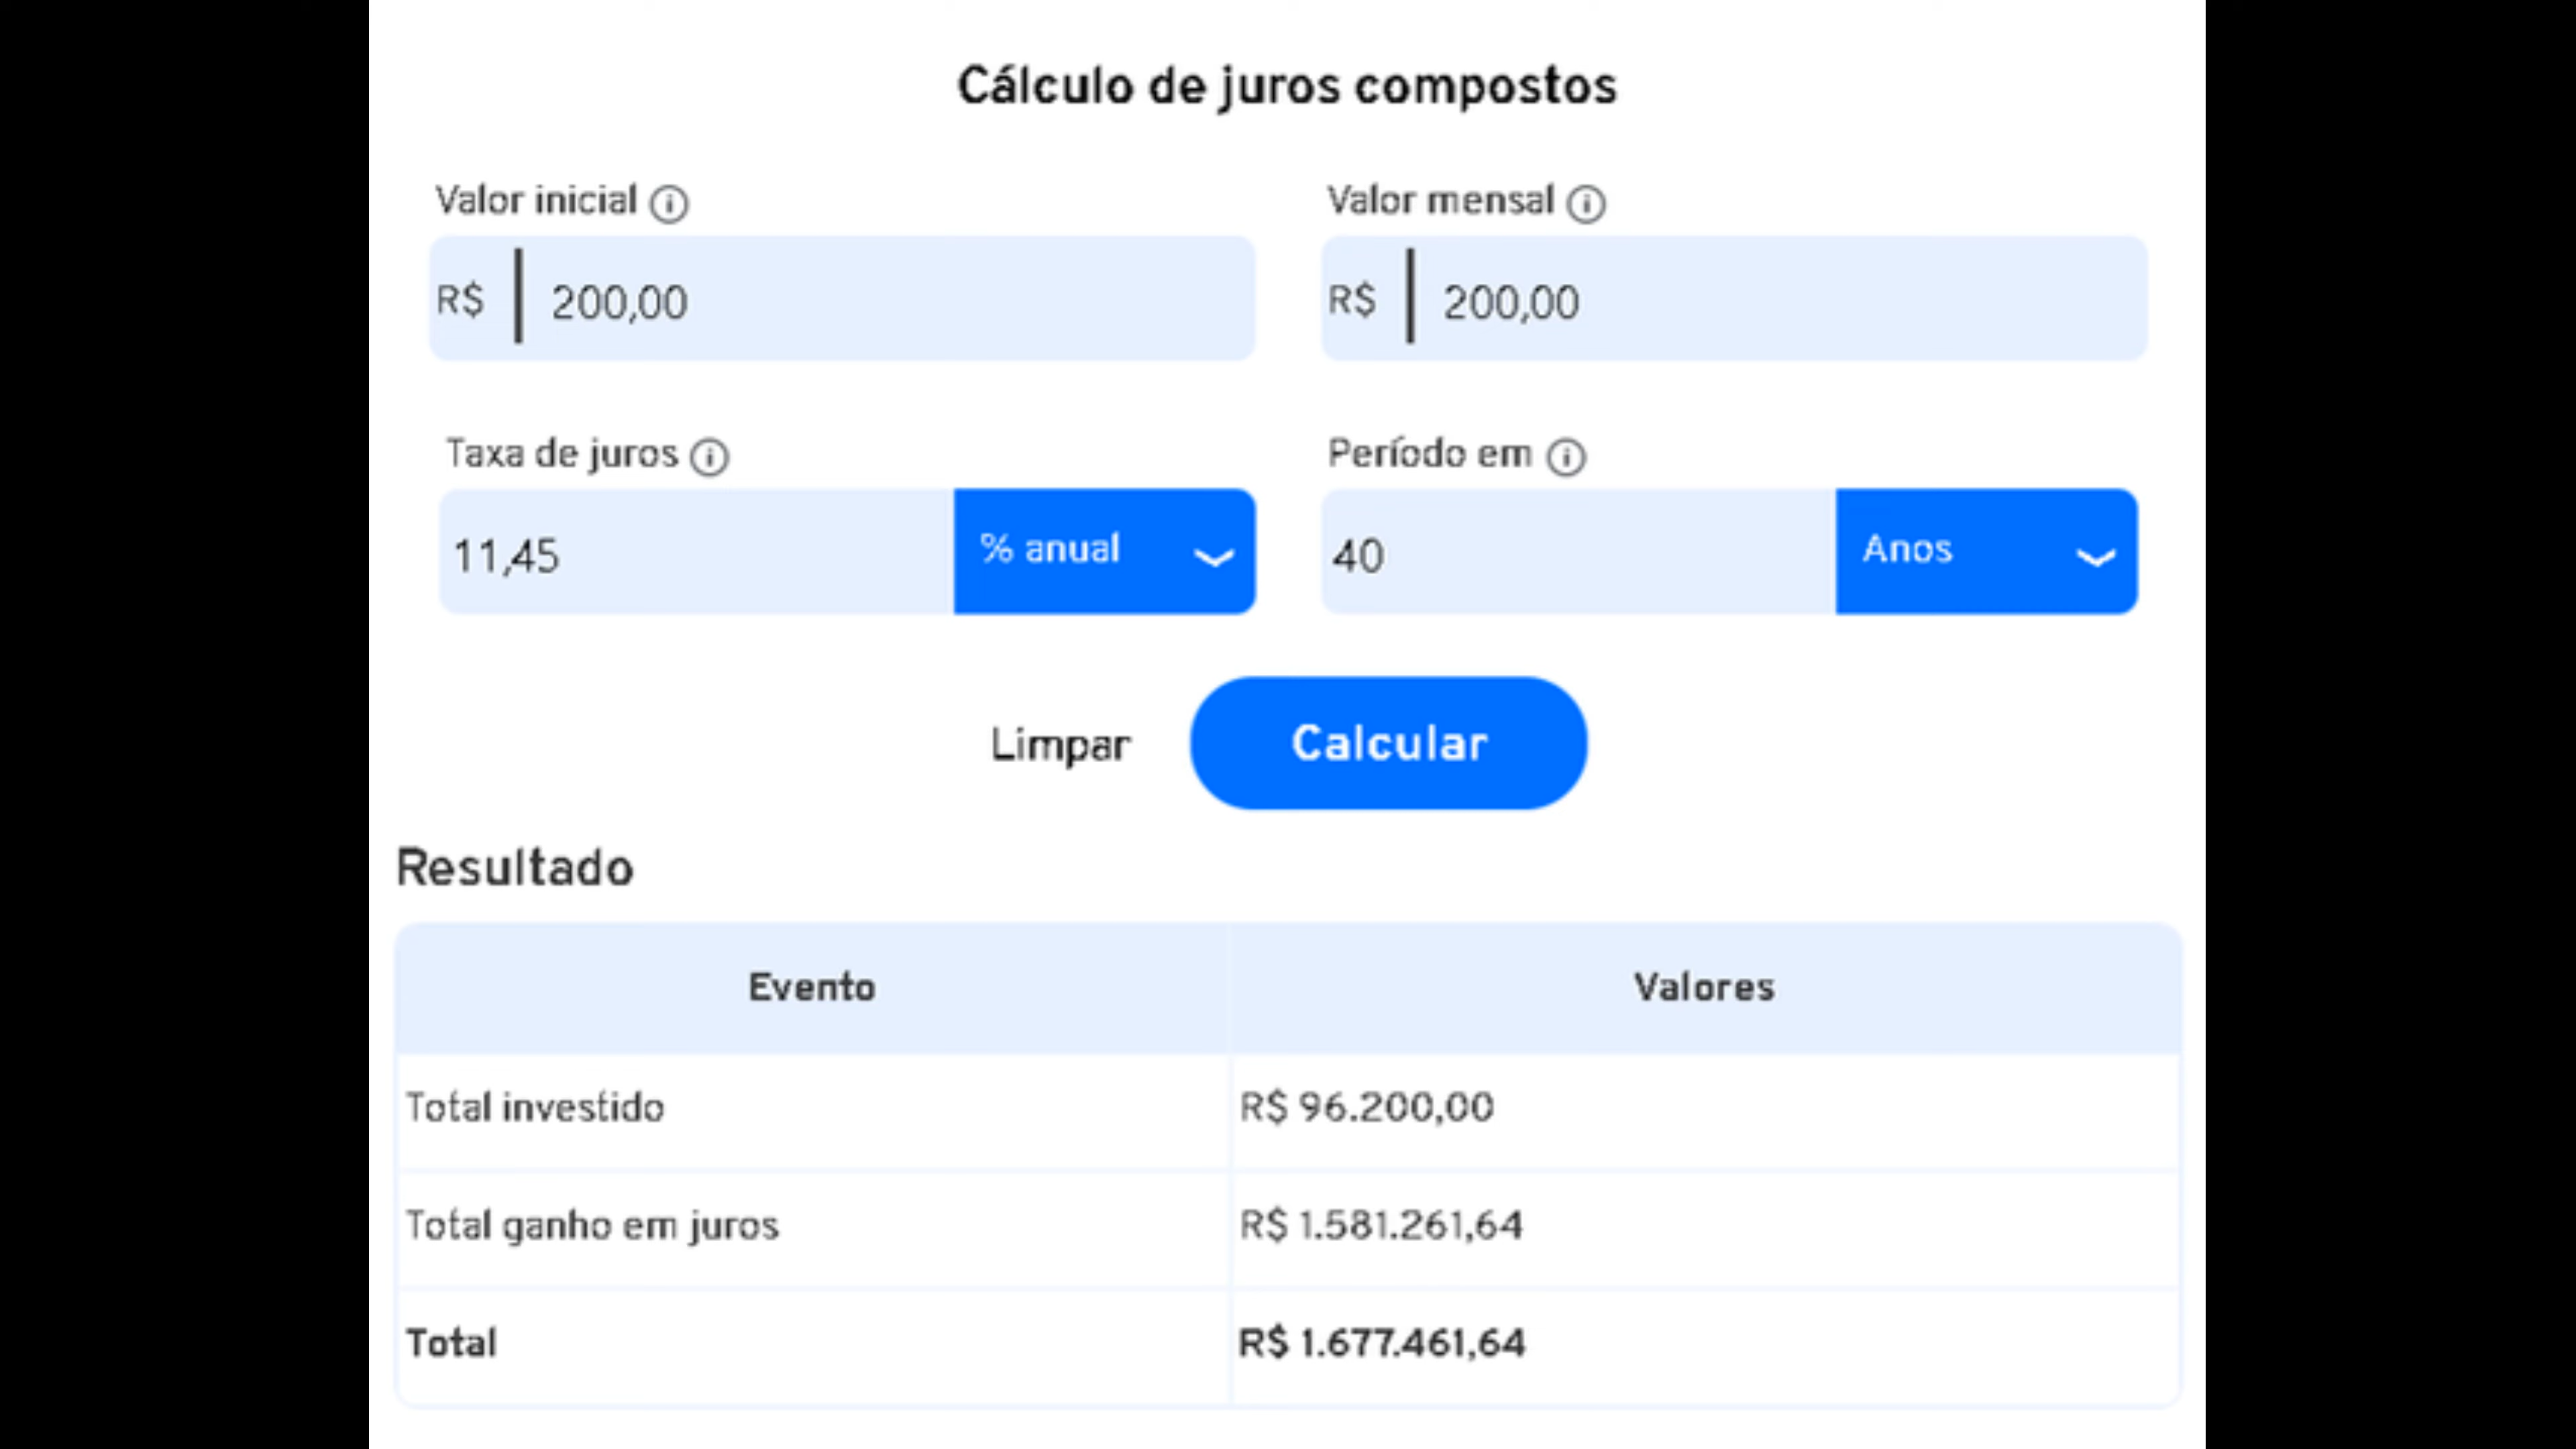 Cálculo de juros compostos
Valor inicial
Valor mensal
R$ 200,00
R$ 200,00
Taxa de juros
Período em
11,45 % anual
40 Anos
Limpar Calcular
Resultado
Evento Valores
Total investido R$ 96.200,00
Total ganho em juros R$ 1.581.261,64
Total R$ 1.677.461,64